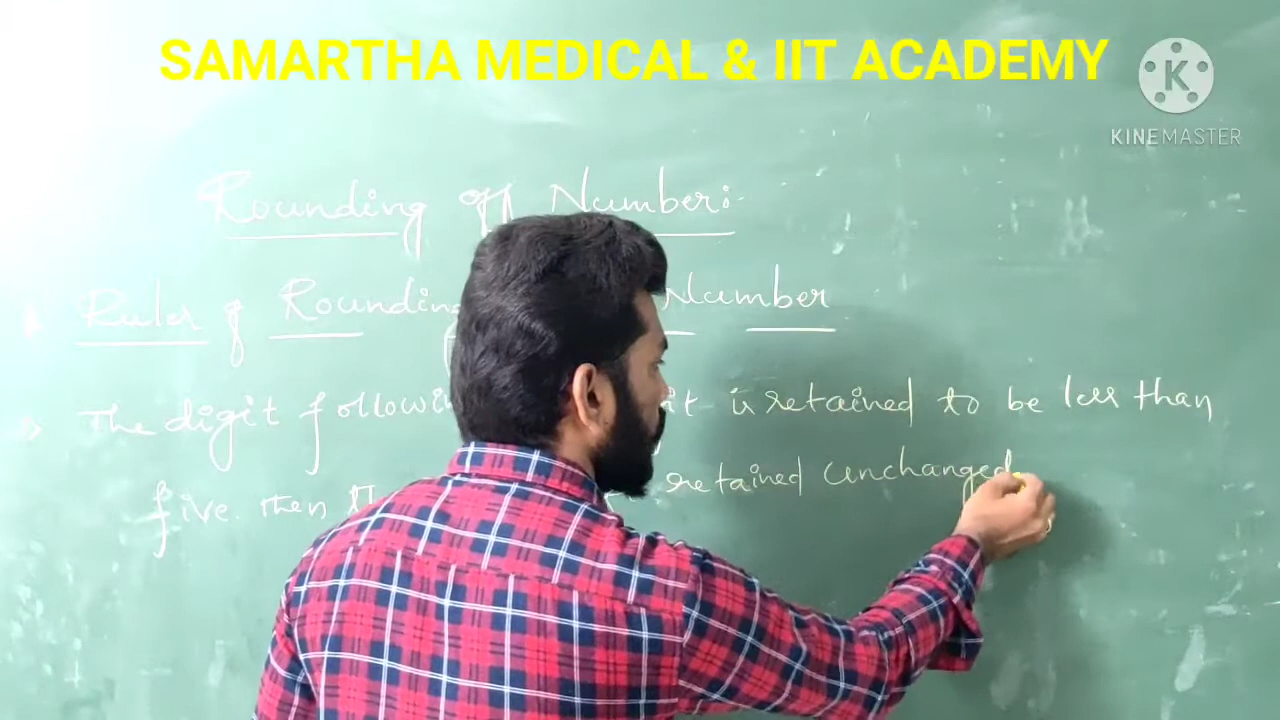 SAMARTHA MEDICAL & IIT ACADEMY
KINEMASTER
Rounding off Number:-
Rules of Rounding Number
The digit followi it is retained to be less than
five. then retained unchanged